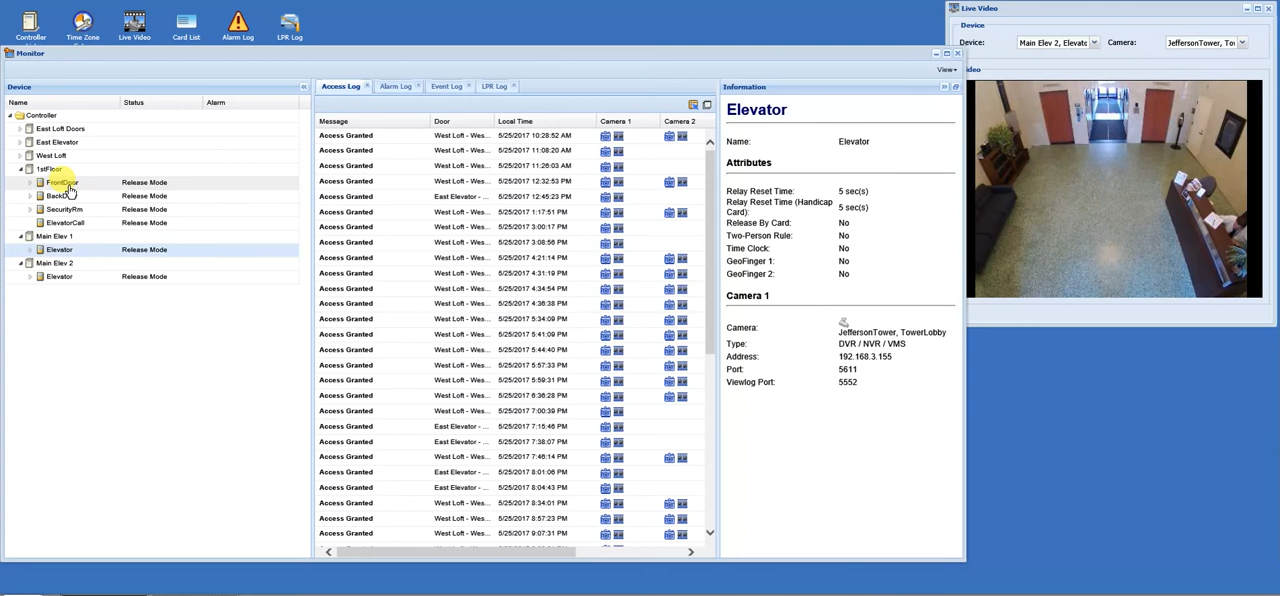 Controller Time Zone Live Video Card List Alarm Log LPR Log
Live Video
Device
Device: Main Elev 2, Elevatc Camera: JeffersonTower, Tov
Monitor
View
Device Access Log Alarm Log Event Log LPR Log Information
Name Status Alarm
Message Door Local Time Camera 1 Camera 2
Controller
East Loft Doors
East Elevator
West Loft
1stFloor
FrontDoor Release Mode
Release Mode
SecurityRm Release Mode
ElevatorCall Release Mode
Main Elev 1
Elevator Release Mode
Main Elev 2
Elevator Release Mode
Access Granted West Loft - Wes... 5/25/2017 10:28:52 AM
Access Granted West Loft - Wes... 5/25/2017 11:08:20 AM
Access Granted West Loft - Wes... 5/25/2017 11:26:03 AM
Access Granted West Loft - Wes... 5/25/2017 12:32:53 PM
Access Granted East Elevator - ... 5/25/2017 12:45:23 PM
Access Granted West Loft - Wes... 5/25/2017 1:17:51 PM
Access Granted West Loft - Wes... 5/25/2017 3:00:17 PM
Access Granted West Loft - Wes... 5/25/2017 3:08:56 PM
Access Granted West Loft - Wes... 5/25/2017 4:21:14 PM
Access Granted West Loft - Wes... 5/25/2017 4:31:19 PM
Access Granted West Loft - Wes... 5/25/2017 4:34:54 PM
Access Granted West Loft - Wes... 5/25/2017 4:36:38 PM
Access Granted West Loft - Wes... 5/25/2017 5:34:09 PM
Access Granted West Loft - Wes... 5/25/2017 5:41:09 PM
Access Granted West Loft - Wes... 5/25/2017 5:44:40 PM
Access Granted West Loft - Wes... 5/25/2017 5:57:33 PM
Access Granted West Loft - Wes... 5/25/2017 5:59:31 PM
Access Granted West Loft - Wes... 5/25/2017 6:36:28 PM
Access Granted West Loft - Wes... 5/25/2017 7:00:39 PM
Access Granted East Elevator - ... 5/25/2017 7:15:46 PM
Access Granted East Elevator - ... 5/25/2017 7:38:07 PM
Access Granted West Loft - Wes... 5/25/2017 7:46:14 PM
Access Granted East Elevator - ... 5/25/2017 8:01:06 PM
Access Granted East Elevator - ... 5/25/2017 8:04:43 PM
Access Granted West Loft - Wes... 5/25/2017 8:34:01 PM
Access Granted West Loft - Wes... 5/25/2017 8:57:23 PM
Access Granted West Loft - Wes... 5/25/2017 9:07:31 PM
Elevator
Name: Elevator
Attributes
Relay Reset Time: 5 sec(s)
Relay Reset Time (Handicap Card): 5 sec(s)
Release By Card: No
Two-Person Rule: No
Time Clock: No
GeoFinger 1: No
GeoFinger 2: No
Camera 1
Camera: JeffersonTower, TowerLobby
Type: DVR / NVR / VMS
Address: 192.168.3.155
Port: 5611
Viewlog Port: 5552